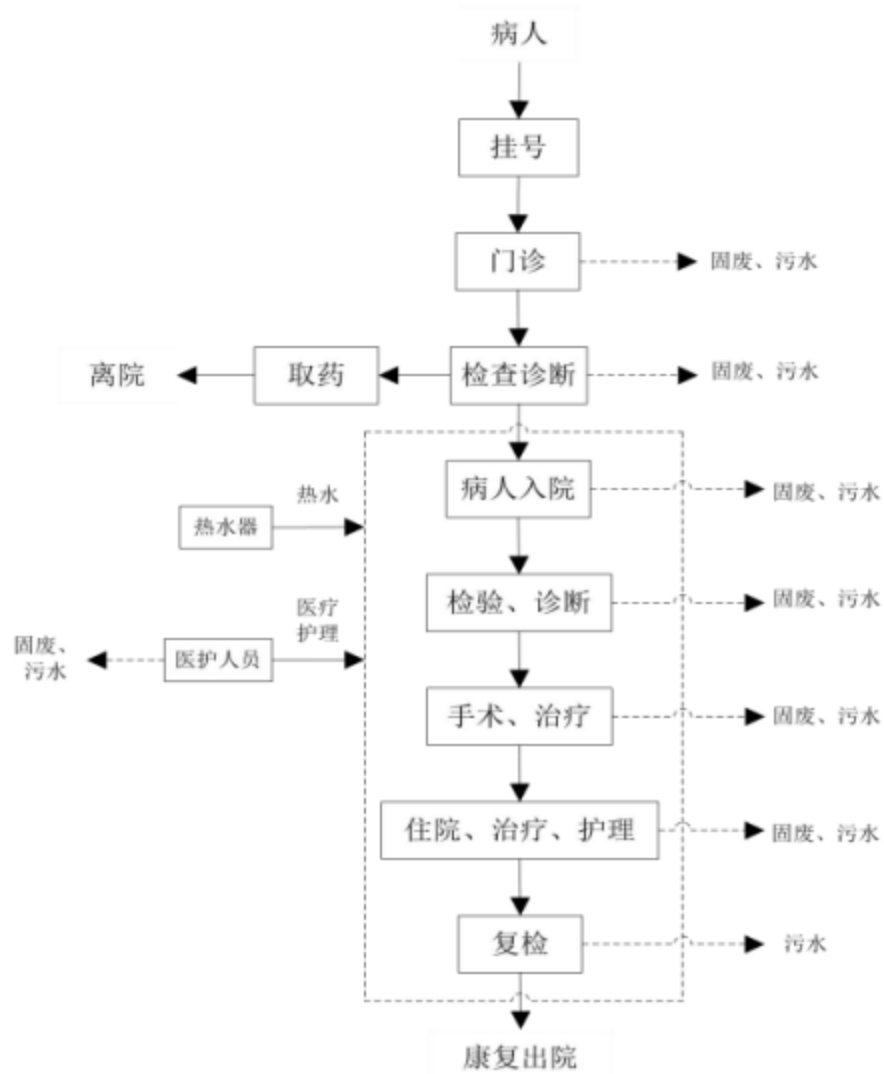 病人
挂号
门诊
固废、污水
离院
取药
检查诊断
固废、污水
病人入院
固废、污水
热水
热水器
检验、诊断
固废、污水
医疗
护理
固废、
污水
医护人员
手术、治疗
固废、污水
住院、治疗、护理
固废、污水
复检
污水
康复出院